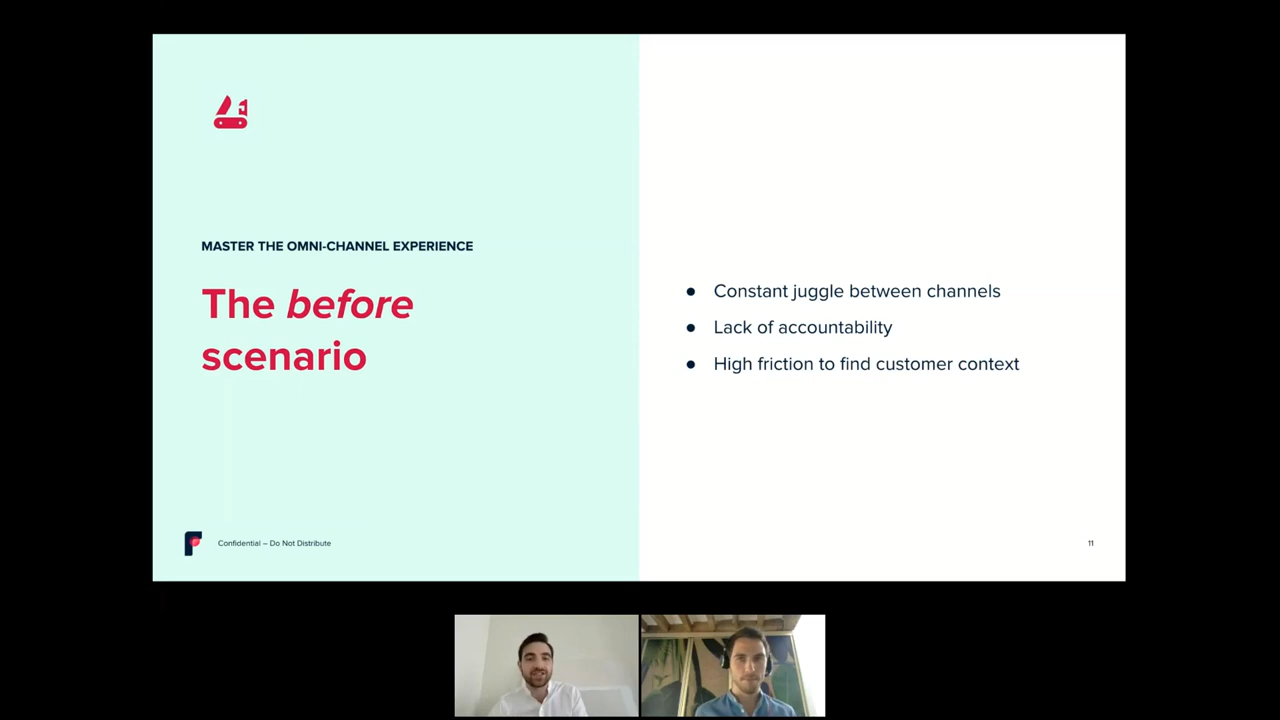 MASTER THE OMNI-CHANNEL EXPERIENCE
The before
scenario
● Constant juggle between channels
● Lack of accountability
● High friction to find customer context
Confidential – Do Not Distribute
11